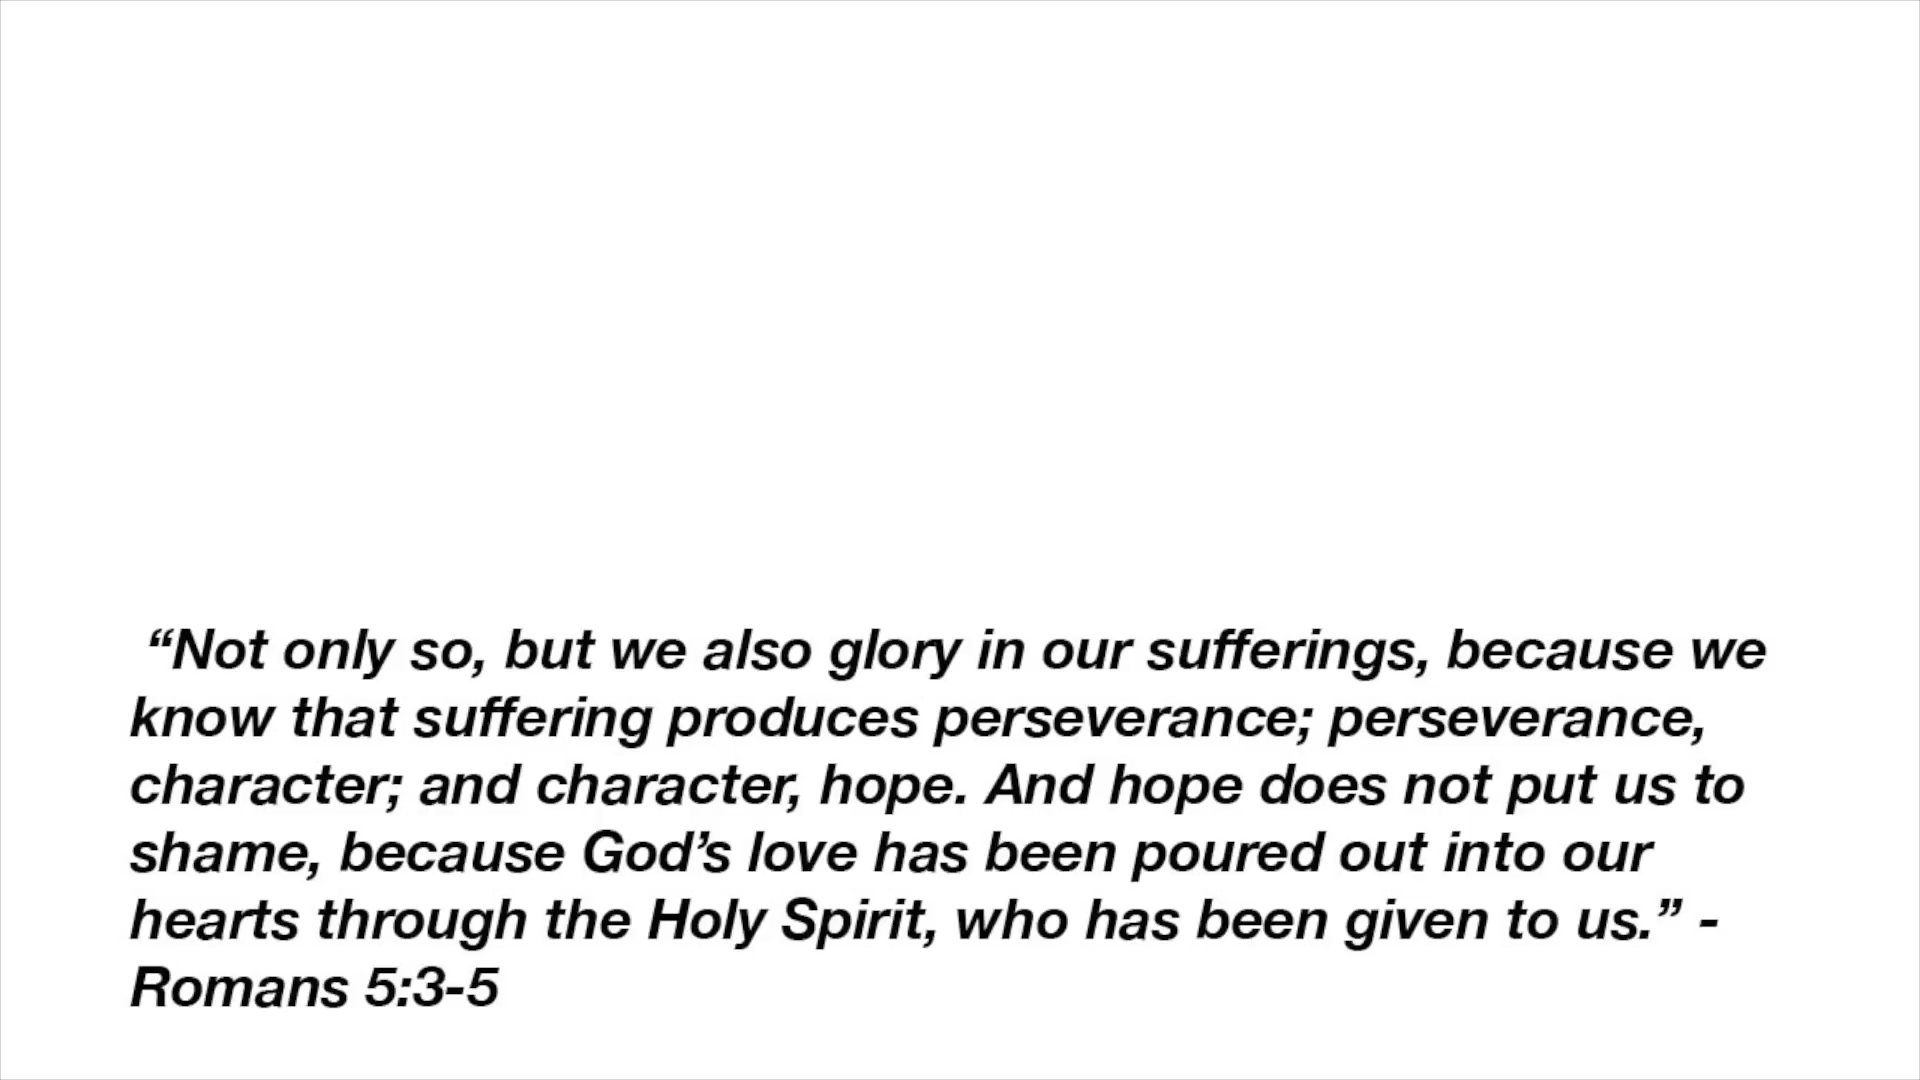 “Not only so, but we also glory in our sufferings, because we
know that suffering produces perseverance; perseverance,
character; and character, hope. And hope does not put us to
shame, because God’s love has been poured out into our
hearts through the Holy Spirit, who has been given to us.” -
Romans 5:3-5